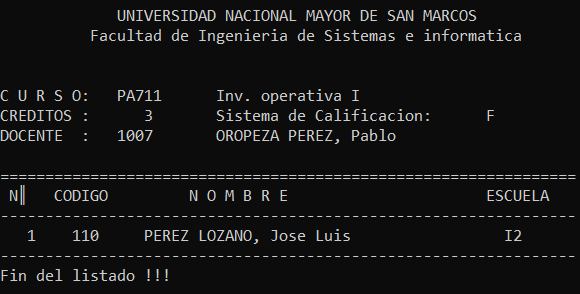 UNIVERSIDAD NACIONAL MAYOR DE SAN MARCOS
Facultad de Ingenieria de Sistemas e informatica
C U R S O: PA711 Inv. operativa I
CREDITOS : 3 Sistema de Calificacion: F
DOCENTE : 1007 OROPEZA PEREZ, Pablo
================================================================
N║ CODIGO N O M B R E ESCUELA
----------------------------------------------------------------
1 110 PEREZ LOZANO, Jose Luis I2
----------------------------------------------------------------
Fin del listado !!!